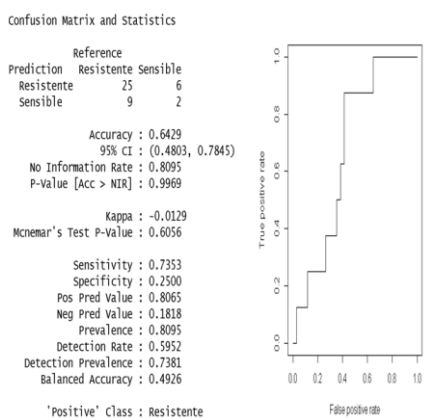 Confusion Matrix and Statistics
Reference
Prediction Resistente Sensible
Resistente 25 6
Sensible 9 2
Accuracy : 0.6429
95% CI : (0.4803, 0.7845)
No Information Rate : 0.8095
P-Value [Acc > NIR] : 0.9969
Kappa : -0.0129
Mcnemar's Test P-Value : 0.6056
Sensitivity : 0.7353
Specificity : 0.2500
Pos Pred Value : 0.8065
Neg Pred Value : 0.1818
Prevalence : 0.8095
Detection Rate : 0.5952
Detection Prevalence : 0.7381
Balanced Accuracy : 0.4926
'Positive' Class : Resistente
True positive rate
1.0
0.8
0.6
0.4
0.2
0.0
0.0 0.2 0.4 0.6 0.8 1.0
False positive rate